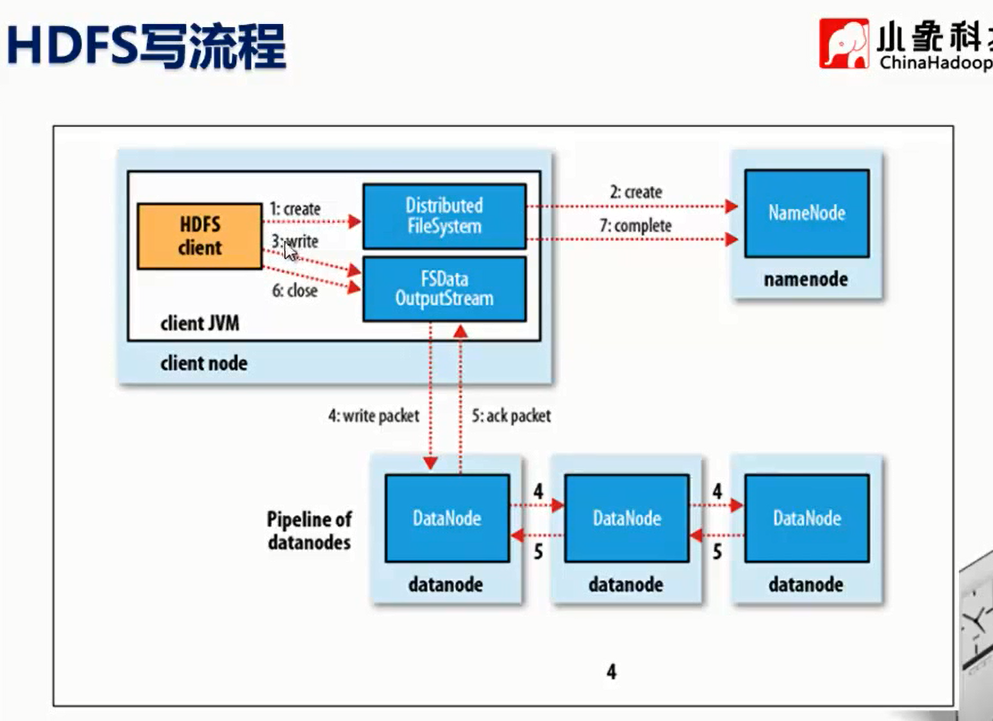 HDFS写流程
小象科
ChinaHadoop
HDFS
client
1: create
3: write
6: close
Distributed
FileSystem
FSData
OutputStream
client JVM
client node
2: create
7: complete
NameNode
namenode
4: write packet
5: ack packet
Pipeline of
datanodes
DataNode
datanode
4
5
DataNode
datanode
4
5
DataNode
datanode
4